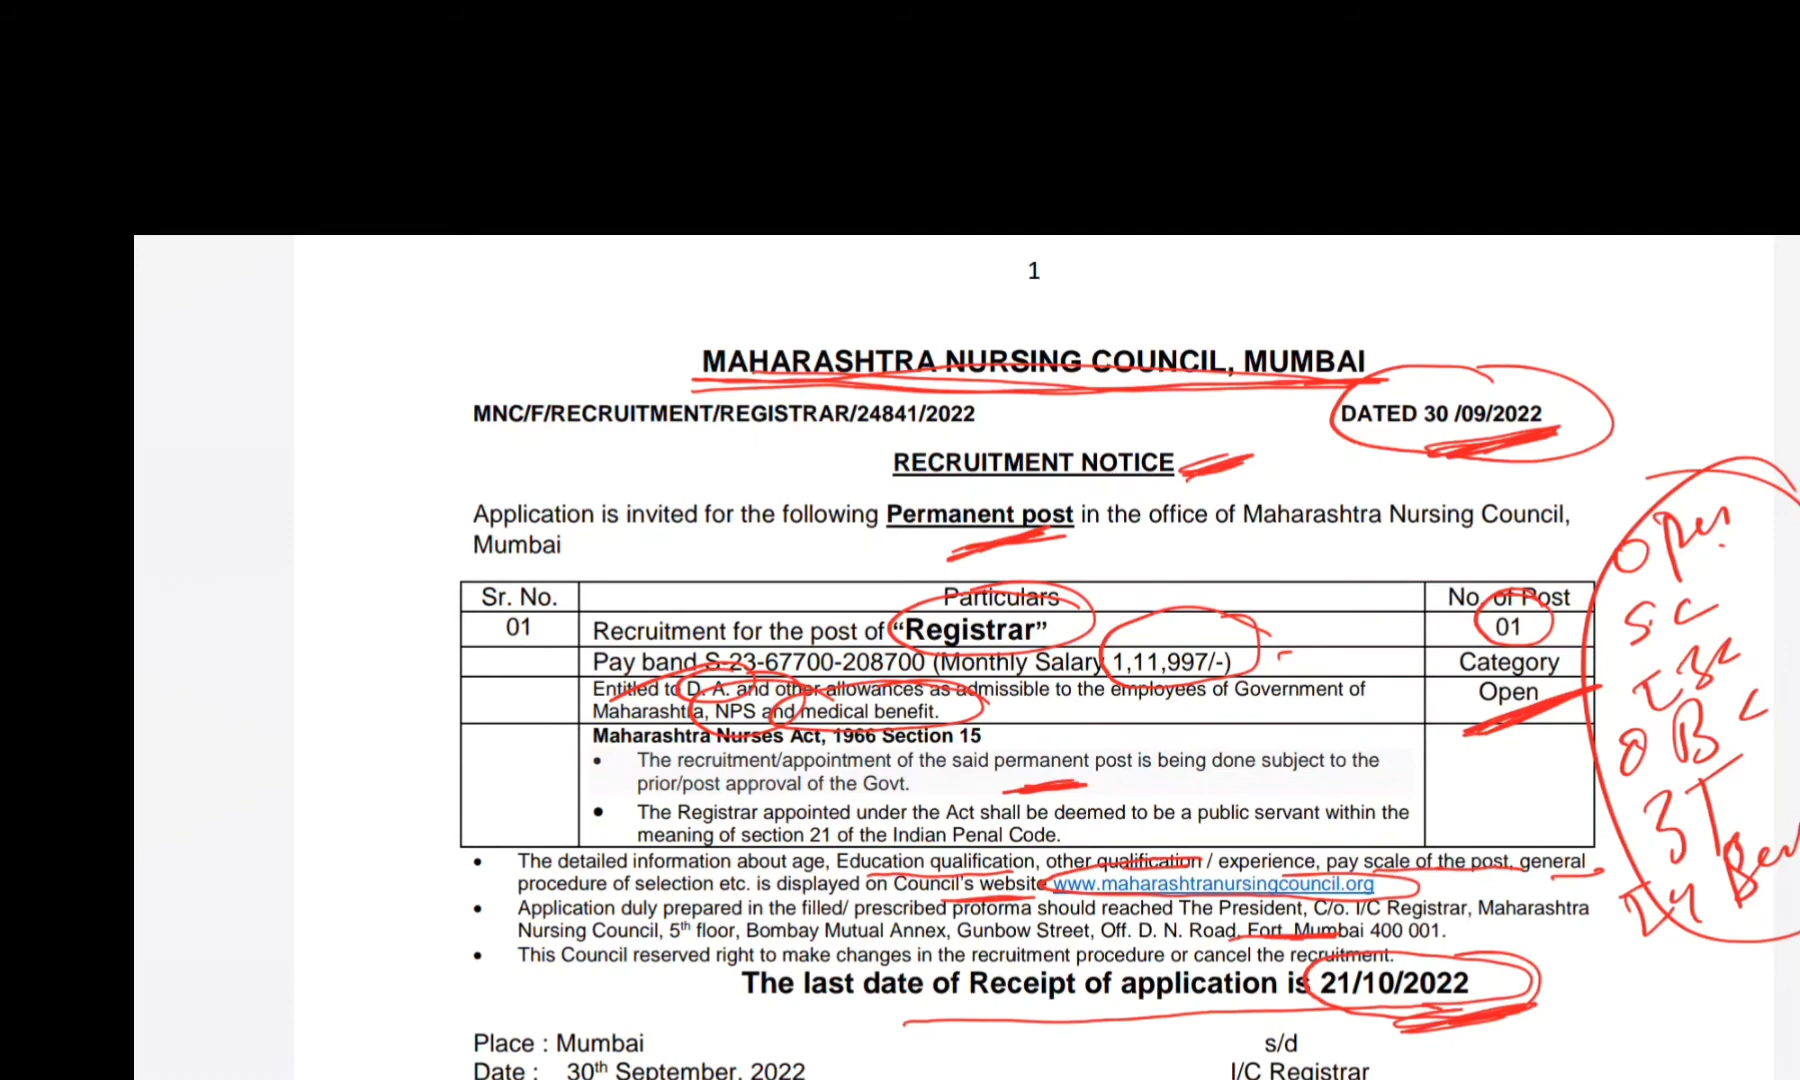 1
MAHARASHTRA NURSING COUNCIL, MUMBAI
MNC/F/RECRUITMENT/REGISTRAR/24841/2022 DATED 30 /09/2022
RECRUITMENT NOTICE
Application is invited for the following Permanent post in the office of Maharashtra Nursing Council,
Mumbai
Sr. No. Particulars No. of Post
01 Recruitment for the post of “Registrar” 01
Pay band S-23-67700-208700 (Monthly Salary 1,11,997/-) Category
Entitled to D. A. and other allowances as admissible to the employees of Government of Open
Maharashtra, NPS and medical benefit.
Maharashtra Nurses Act, 1966 Section 15
• The recruitment/appointment of the said permanent post is being done subject to the
prior/post approval of the Govt.
• The Registrar appointed under the Act shall be deemed to be a public servant within the
meaning of section 21 of the Indian Penal Code.
• The detailed information about age, Education qualification, other qualification / experience, pay scale of the post, general
procedure of selection etc. is displayed on Council's website www.maharashtranursingcouncil.org
• Application duly prepared in the filled/ prescribed proforma should reached The President, C/o. I/C Registrar, Maharashtra
Nursing Council, 5th floor, Bombay Mutual Annex, Gunbow Street, Off. D. N. Road, Fort, Mumbai 400 001.
• This Council reserved right to make changes in the recruitment procedure or cancel the recruitment.
The last date of Receipt of application is 21/10/2022
Place : Mumbai s/d
Date : 30th September, 2022 I/C Registrar
open
SC
OBC